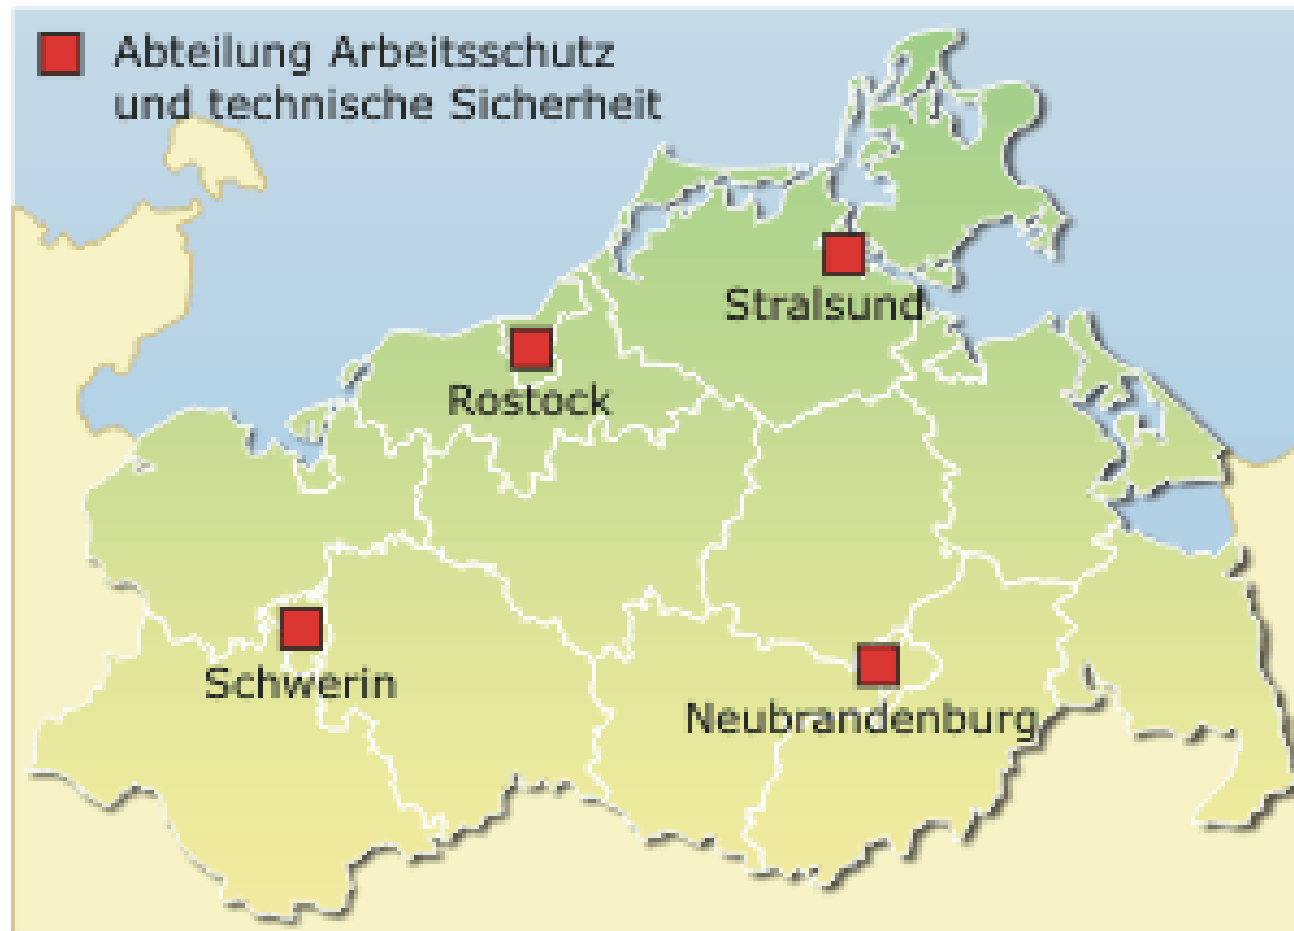 Abteilung Arbeitsschutz
und technische Sicherheit
Stralsund
Rostock
Schwerin
Neubrandenburg